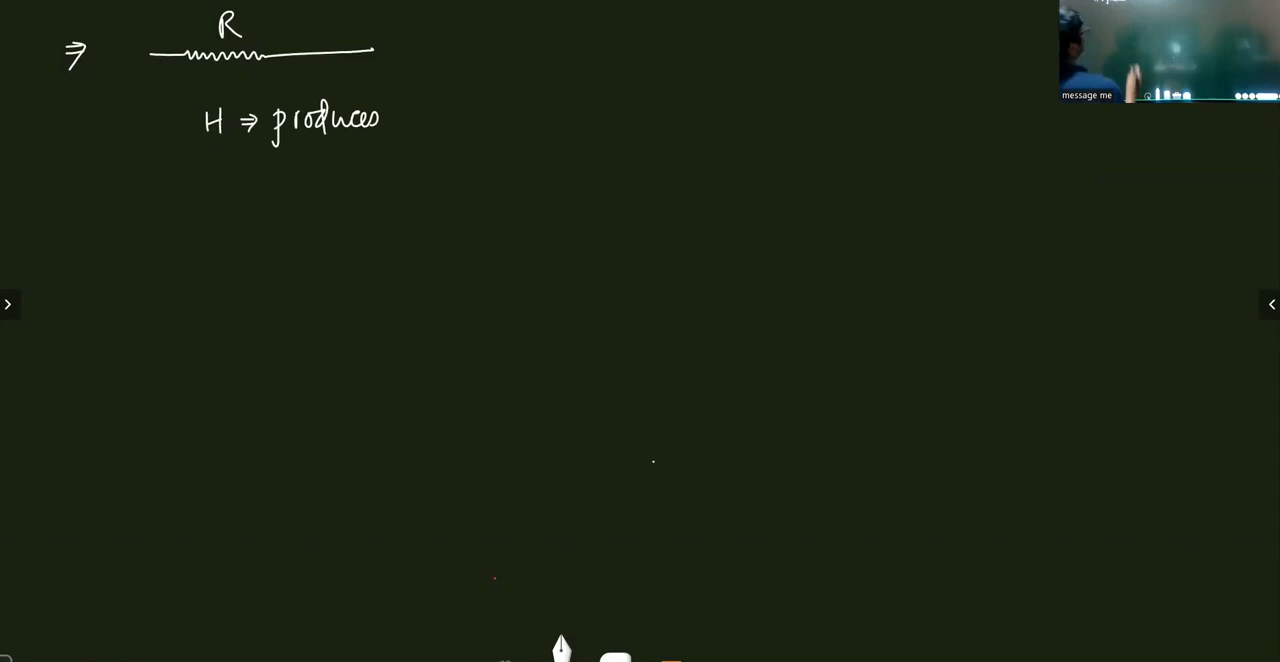 ⇒ R
H ⇒ produces
message me